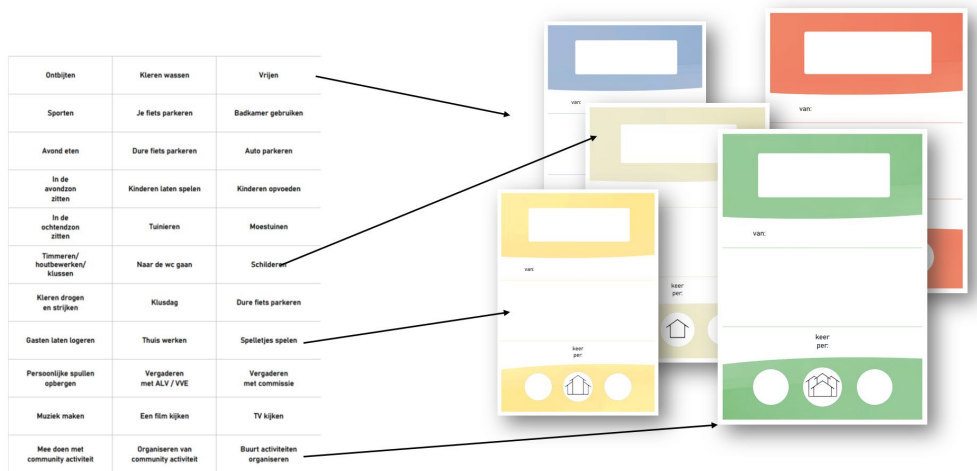 Ontbijten
Kleren wassen
Vrijen
Sporten
Je fiets parkeren
Badkamer gebruiken
Avond eten
Dure fiets parkeren
Auto parkeren
In de
avondzon
zitten
Kinderen laten spelen
Kinderen opvoeden
In de
ochtendzon
zitten
Tuinieren
Moestuinen
Timmeren/
houtbewerken/
klussen
Naar de wc gaan
Schilderen
Kleren drogen
en strijken
Klusdag
Dure fiets parkeren
Gasten laten logeren
Thuis werken
Spelletjes spelen
Persoonlijke spullen
opbergen
Vergaderen
met ALV / VVE
Vergaderen
met commissie
Muziek maken
Een film kijken
TV kijken
Mee doen met
community activiteit
Organiseren van
community activiteit
Buurt activiteiten
organiseren
van:
van:
van:
keer
per:
van:
keer
per:
keer
per: